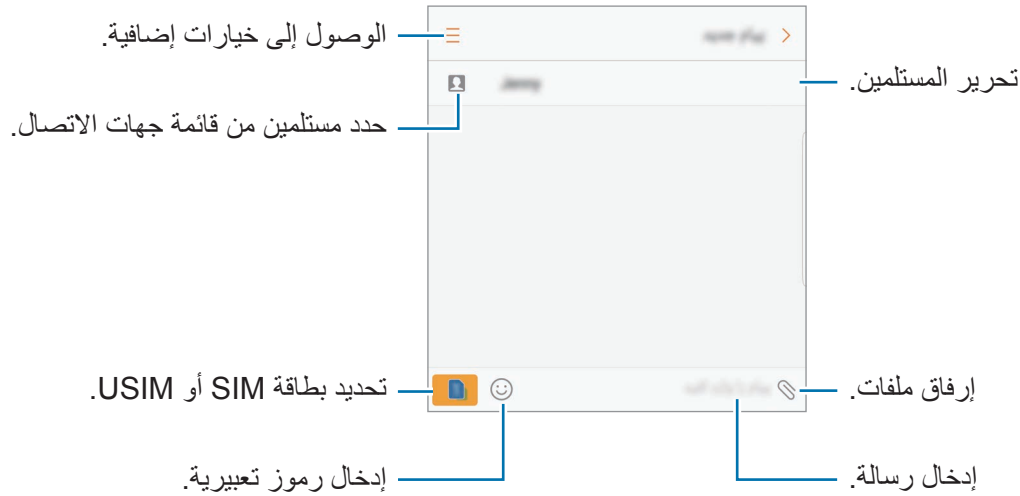 الوصول إلى خيارات إضافية.
تحرير المستلمين.
حدد مستلمين من قائمة جهات الاتصال.
تحديد بطاقة SIM أو USIM.
إرفاق ملفات.
إدخال رموز تعبيرية.
إدخال رسالة.